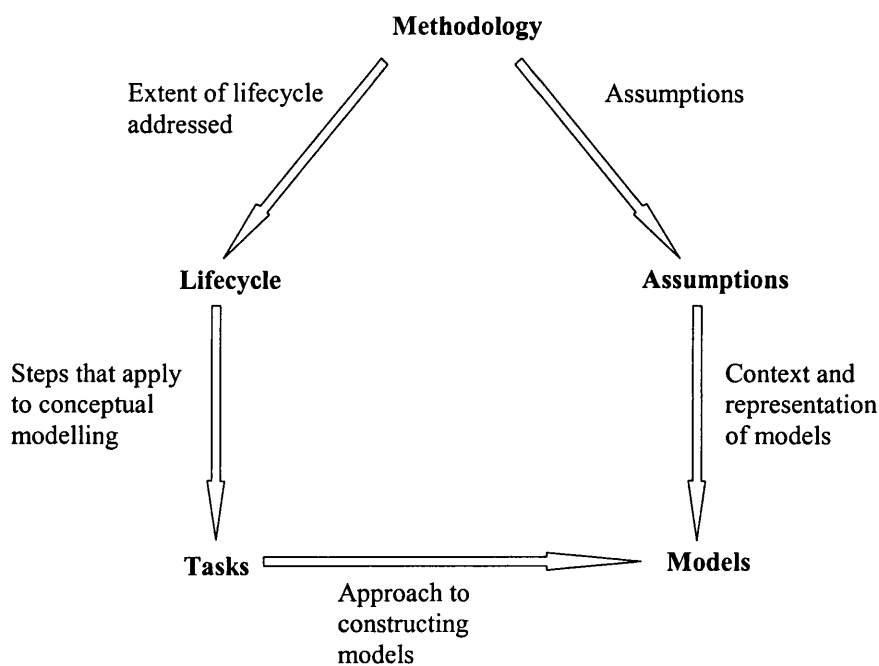 Methodology
Extent of lifecycle
addressed
Assumptions
Lifecycle
Assumptions
Steps that apply
to conceptual
modelling
Context and
representation
of models
Tasks
Models
Approach to
constructing
models